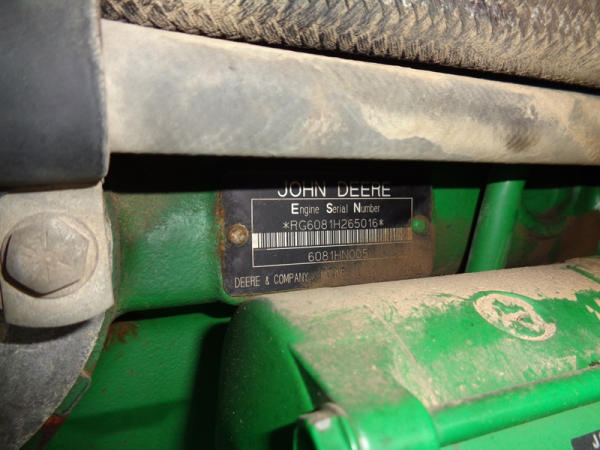 JOHN DEERE
Engine Serial Number
*RG6081H265016*
6081HN005
DEERE & COMPANY